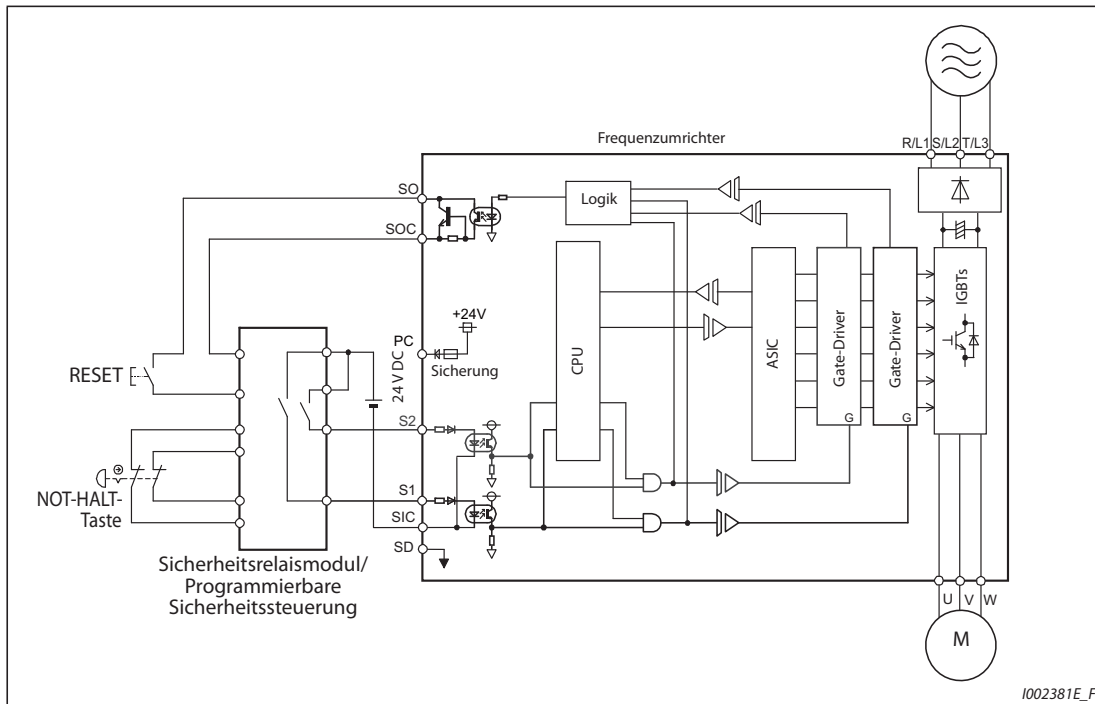 Frequenzumrichter
R/L1 S/L2 T/L3
SO
SOC
Logik
+24V
PC
Sicherung
24 V DC
CPU
ASIC
Gate-Driver
Gate-Driver
IGBTs
G
G
RESET
S2
S1
SIC
SD
NOT-HALT-
Taste
Sicherheitsrelaismodul/
Programmierbare
Sicherheitssteuerung
U V W
M
I002381E_F